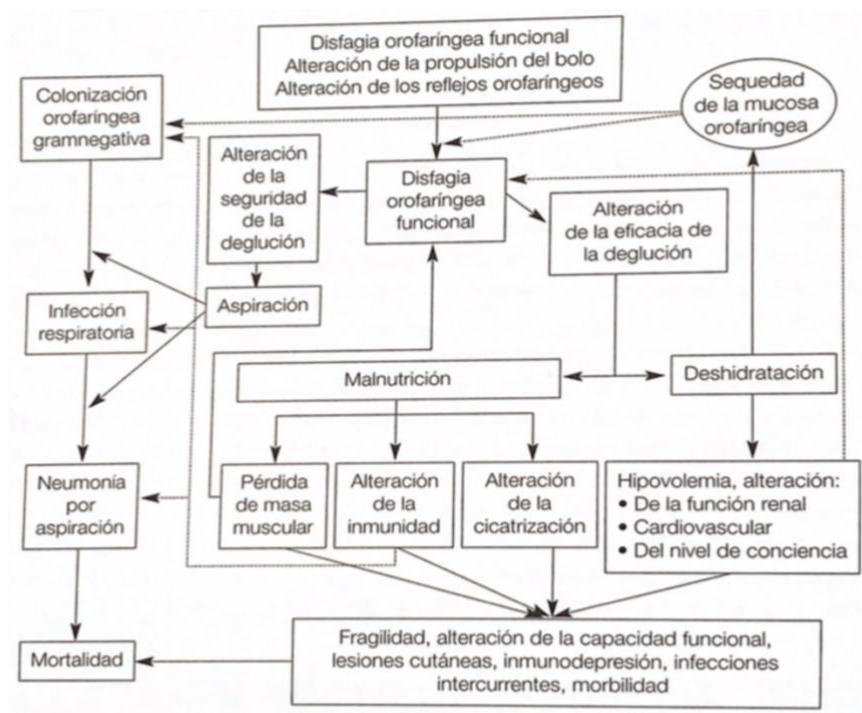 Disfagia orofaríngea funcional
Alteración de la propulsión del bolo
Alteración de los reflejos orofaríngeos
Sequedad
de la mucosa
orofaríngea
Colonización
orofaríngea
gramnegativa
Alteración
de la
seguridad
de la
deglución
Disfagia
orofaríngea
funcional
Alteración
de la eficacia de
la deglución
Infección
respiratoria
Aspiración
Malnutrición
Deshidratación
Neumonía
por
aspiración
Pérdida
de masa
muscular
Alteración
de la
inmunidad
Alteración
de la
cicatrización
Hipovolemia, alteración:
• De la función renal
• Cardiovascular
• Del nivel de conciencia
Mortalidad
Fragilidad, alteración de la capacidad funcional,
lesiones cutáneas, inmunodepresión, infecciones
intercurrentes, morbilidad